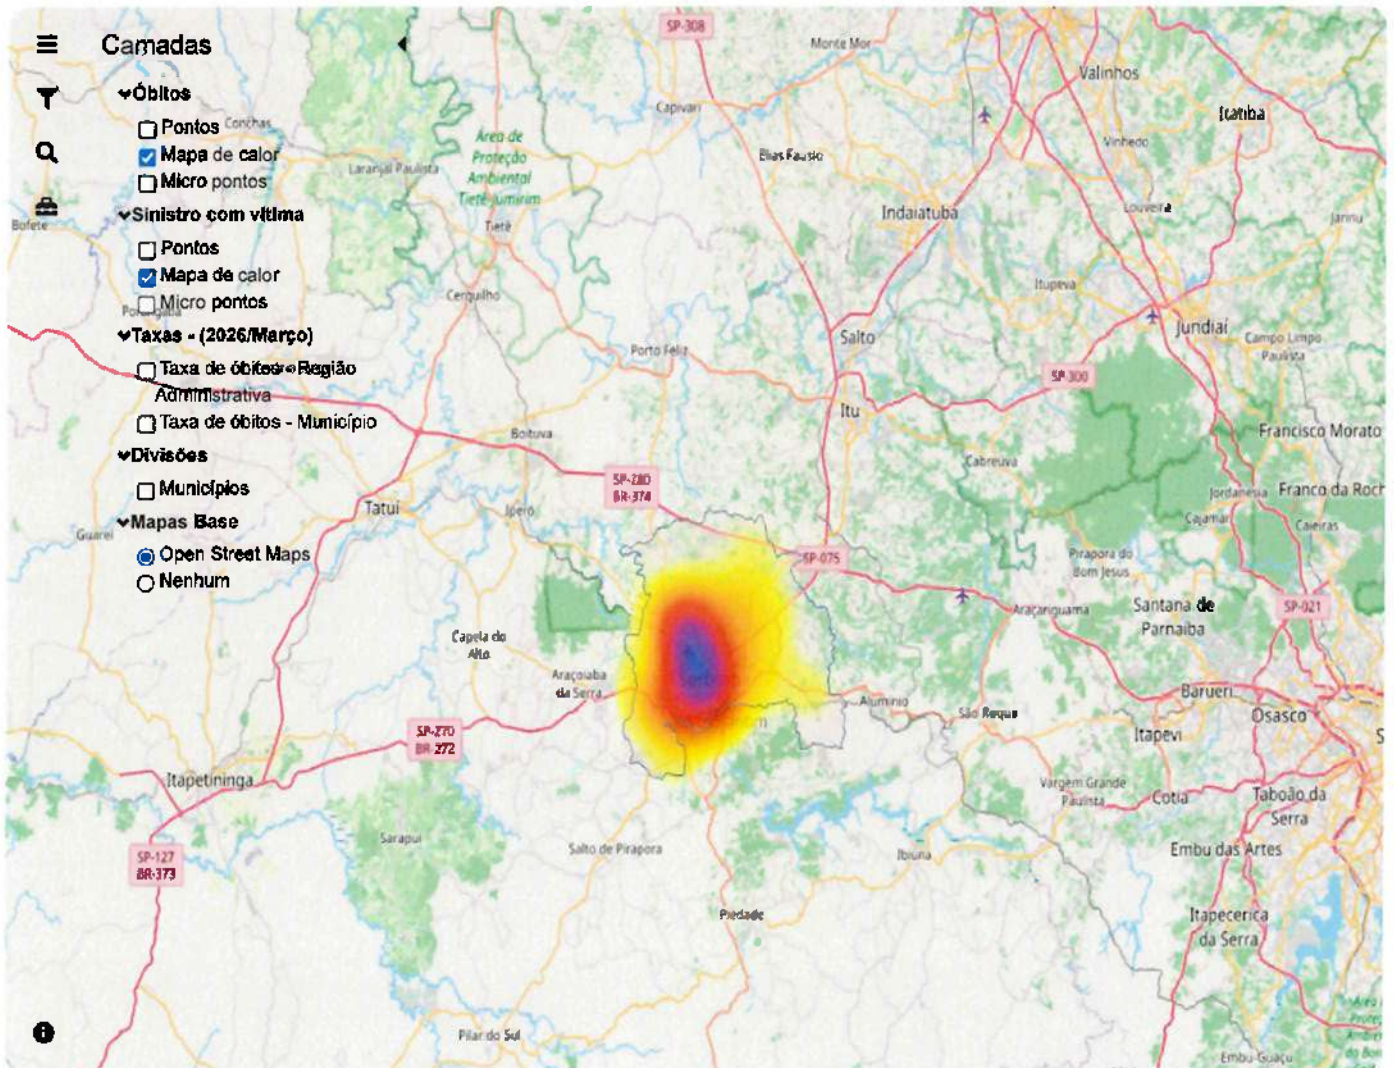 Camadas
Óbitos
Pontos
Mapa de calor
Micro pontos
Sinistro com vítima
Pontos
Mapa de calor
Micro pontos
Taxas - (2026/Março)
Taxa de óbitos - Região
Administrativa
Taxa de óbitos - Município
Divisões
Municípios
Mapas Base
Open Street Maps
Nenhum
SP-308
Monte Mor
Valinhos
Capivari
Itatiba
Conchas
Área de
Proteção
Ambiental
Tietê-Jumirim
Vinhedo
Elias Fausto
Laranjal Paulista
Louveira
Indaiatuba
Jarinu
Bofete
Tietê
Itupeva
Cerquilho
Jundiaí
Salto
Campo Limpo
Paulista
Porto Feliz
SP-300
Itu
Boituva
Francisco Morato
Cabreúva
SP-280
BR-374
Jordanésia
Franco da Roch
Tatuí
Iperó
Cajamar
Caieiras
Guareí
SP-075
Pirapora do
Bom Jesus
Araçariguama
Santana de
Parnaíba
SP-021
Capela do
Alto
Araçoiaba
da Serra
Barueri
Alumínio
São Roque
Osasco
SP-270
BR-272
Itapevi
Itapetininga
Vargem Grande
Paulista
Cotia
Taboão da
Serra
Sarapuí
Salto de Pirapora
Ibiúna
Embu das Artes
SP-127
BR-373
Piedade
Itapecerica
da Serra
Pilar do Sul
Embu-Guaçu